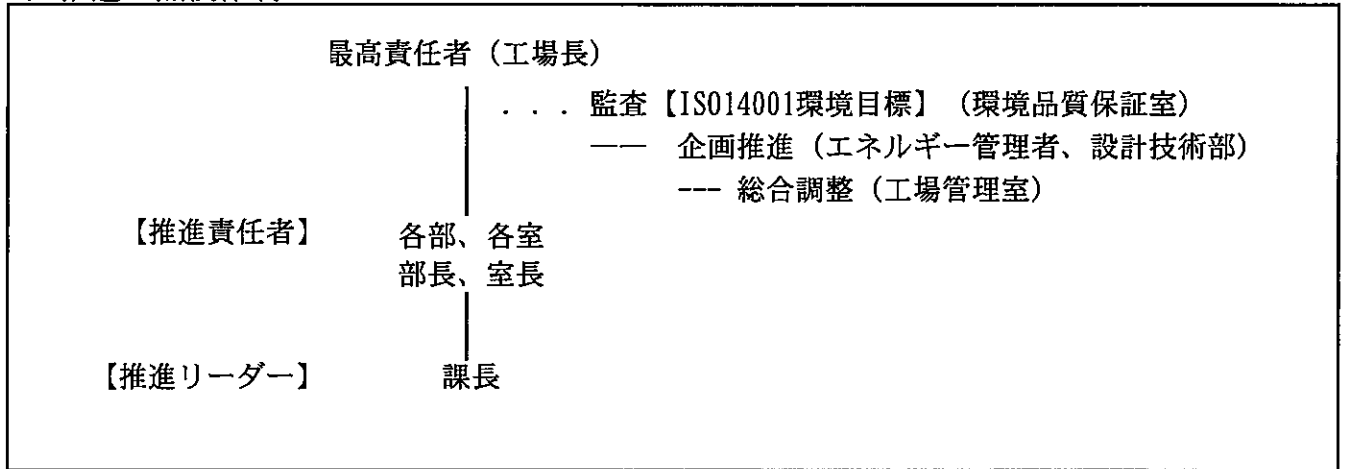 最高責任者（工場長）
．．．監査【ISO14001環境目標】（環境品質保証室）
―― 企画推進（エネルギー管理者、設計技術部）
--- 総合調整（工場管理室）
【推進責任者】 各部、各室
部長、室長
【推進リーダー】 課長